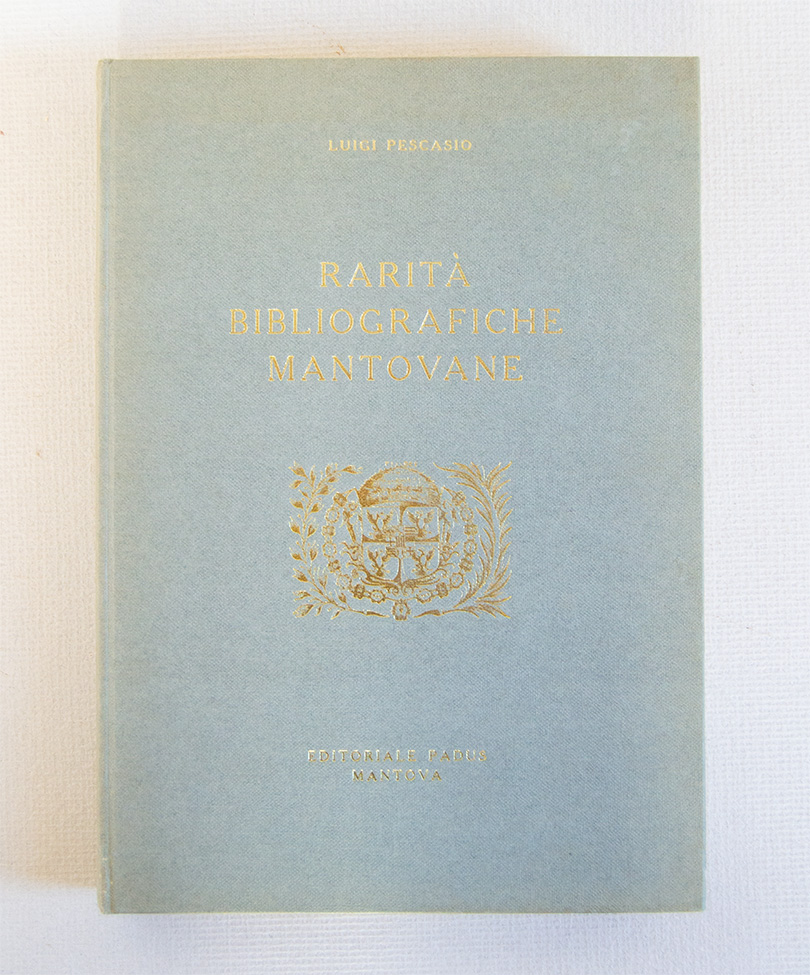 LUIGI PESCASIO
RARITÀ
BIBLIOGRAFICHE
MANTOVANE
EDITORIALE PADUS
MANTOVA